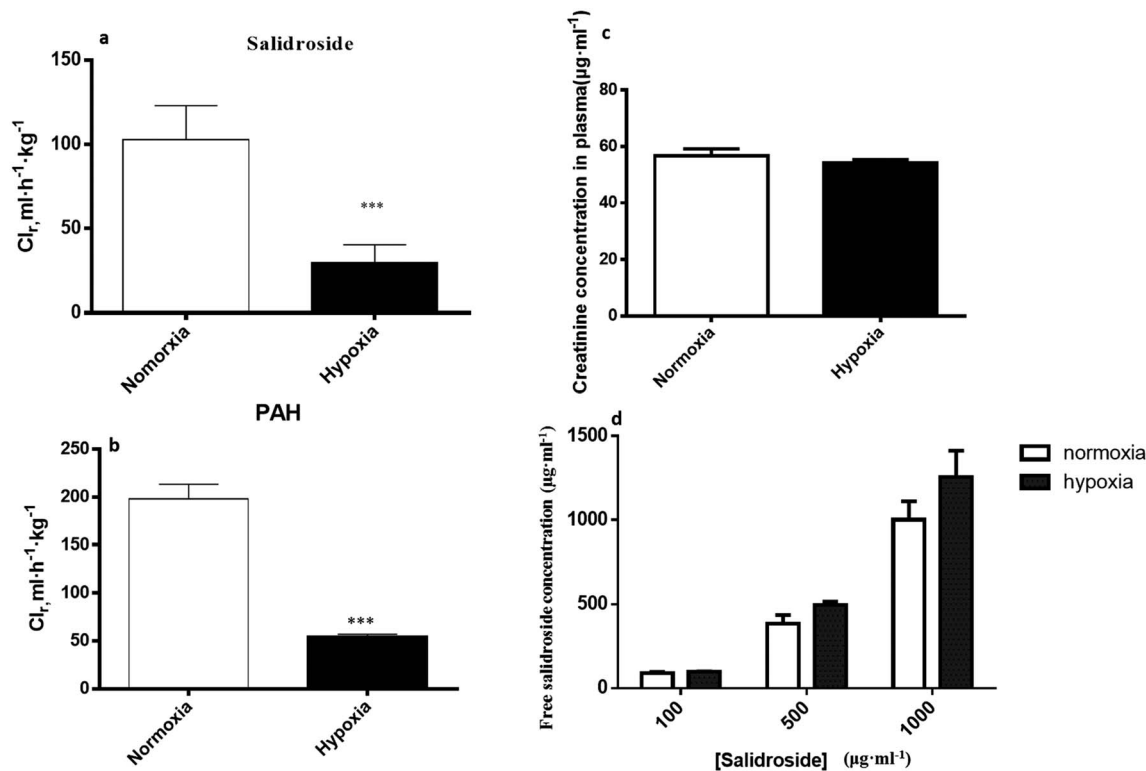 a
Salidroside
Clr,ml·h-1·kg-1
150
100
50
0
***
Nomorxia
Hypoxia
PAH
b
Clr,ml·h-1·kg-1
250
200
150
100
50
0
***
Normoxia
Hypoxia
c
Creatinine concentration in plasma(μg·ml-1)
80
60
40
20
0
Normoxia
Hypoxia
d
Free salidroside concentration (μg·ml-1)
1500
1000
500
0
100
500
1000
[Salidroside] (μg·ml-1)
normoxia
hypoxia